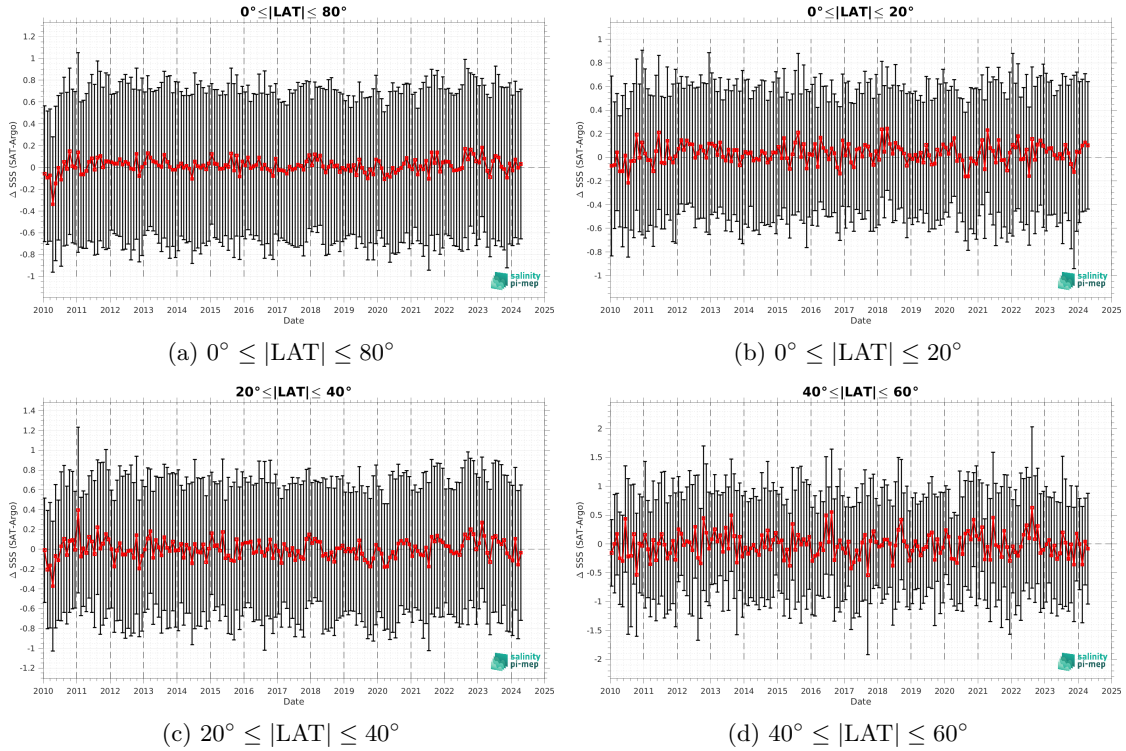 0°≤|LAT|≤ 80°
1.2
1
0.8
0.6
0.4
0.2
0
-0.2
-0.4
-0.6
-0.8
-1
Δ SSS (SAT-Argo)
salinity
pi-mep
2010 2011 2012 2013 2014 2015 2016 2017 2018 2019 2020 2021 2022 2023 2024 2025
Date
(a) 0° ≤ |LAT| ≤ 80°
0°≤|LAT|≤ 20°
1
0.8
0.6
0.4
0.2
0
-0.2
-0.4
-0.6
-0.8
-1
Δ SSS (SAT-Argo)
salinity
pi-mep
2010 2011 2012 2013 2014 2015 2016 2017 2018 2019 2020 2021 2022 2023 2024 2025
Date
(b) 0° ≤ |LAT| ≤ 20°
20°≤|LAT|≤ 40°
1.4
1.2
1
0.8
0.6
0.4
0.2
0
-0.2
-0.4
-0.6
-0.8
-1
-1.2
Δ SSS (SAT-Argo)
salinity
pi-mep
2010 2011 2012 2013 2014 2015 2016 2017 2018 2019 2020 2021 2022 2023 2024 2025
Date
(c) 20° ≤ |LAT| ≤ 40°
40°≤|LAT|≤ 60°
2
1.5
1
0.5
0
-0.5
-1
-1.5
-2
Δ SSS (SAT-Argo)
salinity
pi-mep
2010 2011 2012 2013 2014 2015 2016 2017 2018 2019 2020 2021 2022 2023 2024 2025
Date
(d) 40° ≤ |LAT| ≤ 60°